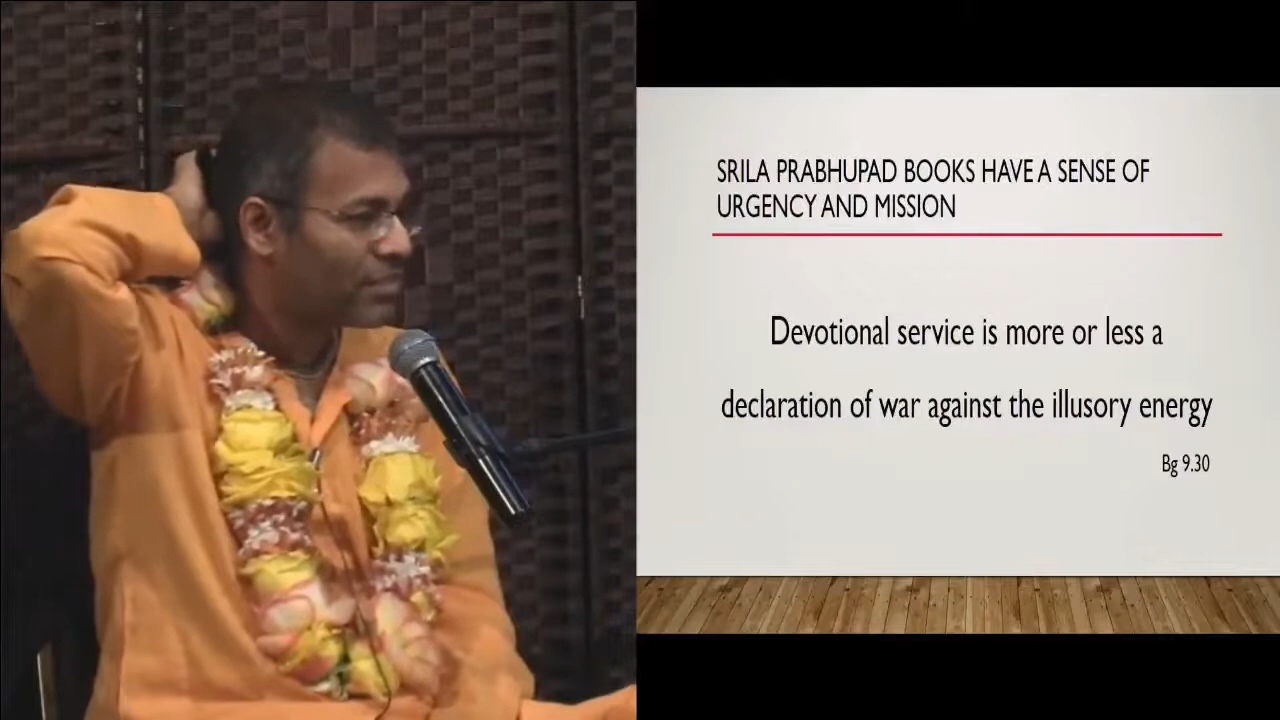 SRILA PRABHUPAD BOOKS HAVE A SENSE OF
URGENCY AND MISSION
Devotional service is more or less a
declaration of war against the illusory energy
Bg 9.30